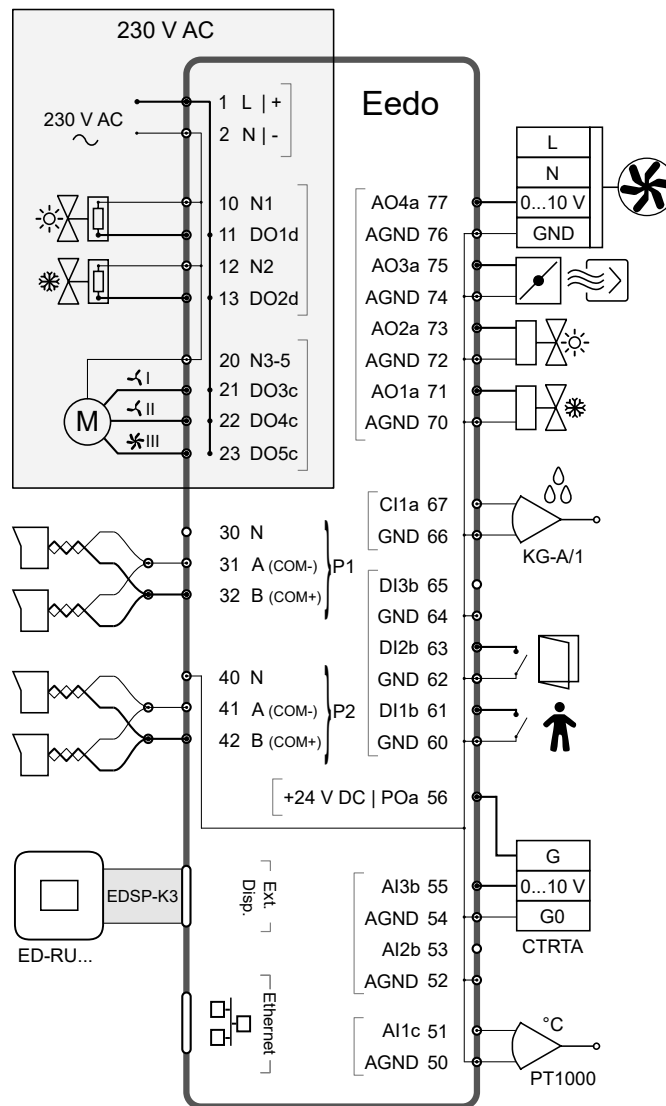 230 V AC
Eedo
230 V AC
1 L | +
2 N | -
10 N1
11 DO1d
12 N2
13 DO2d
20 N3-5
21 DO3c
22 DO4c
23 DO5c
I
II
III
M
30 N
31 A (COM-)
32 B (COM+)
P1
40 N
41 A (COM-)
42 B (COM+)
P2
EDSP-K3
ED-RU...
Ext.
Disp.
Ethernet
AO4a 77
AGND 76
AO3a 75
AGND 74
AO2a 73
AGND 72
AO1a 71
AGND 70
CI1a 67
GND 66
DI3b 65
GND 64
DI2b 63
GND 62
DI1b 61
GND 60
+24 V DC | POa 56
AI3b 55
AGND 54
AI2b 53
AGND 52
AI1c 51
AGND 50
L
N
0...10 V
GND
KG-A/1
G
0...10 V
G0
CTRTA
°C
PT1000